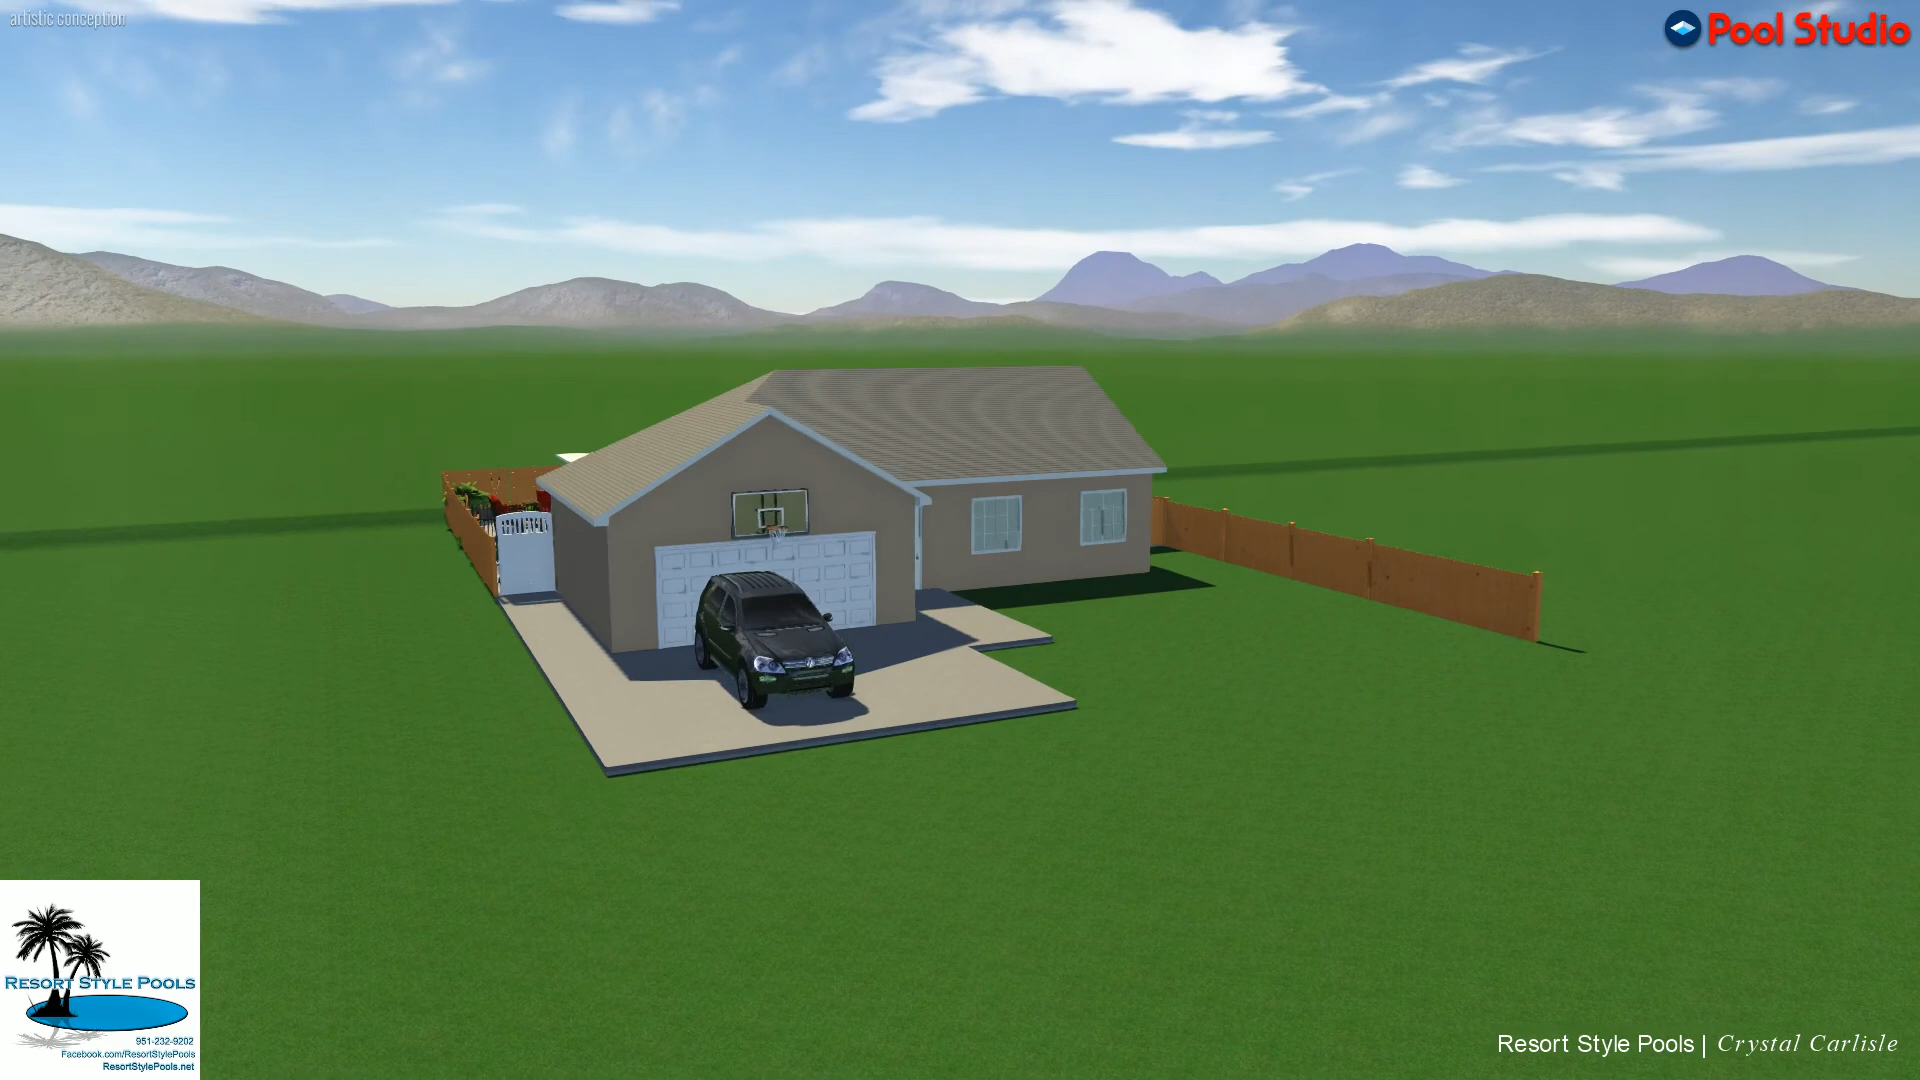 artistic conception
Pool Studio
RESORT STYLE POOLS
951-232-9202
Facebook.com/ResortStylePools
ResortStylePools.net
Resort Style Pools | Crystal Carlisle